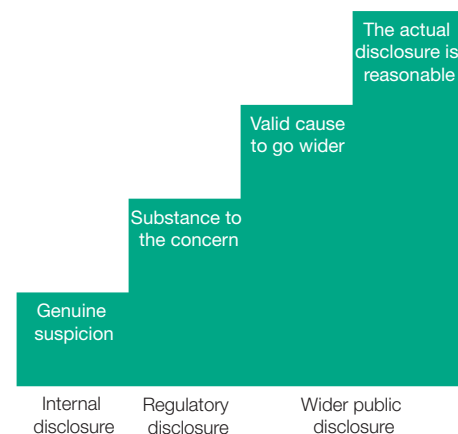 The actual
disclosure is
reasonable
Valid cause
to go wider
Substance to
the concern
Genuine
suspicion
Internal
disclosure
Regulatory
disclosure
Wider public
disclosure